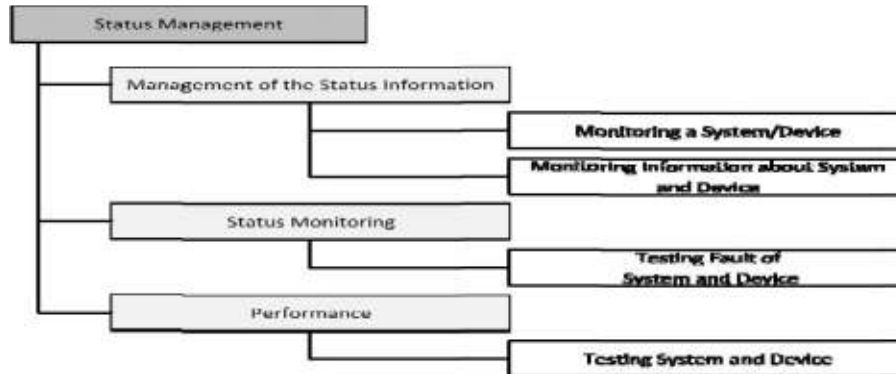 Status Management
Management of the Status Information
Monitoring a System/Device
Monitoring Information about System
and Device
Status Monitoring
Testing Fault of
System and Device
Performance
Testing System and Device